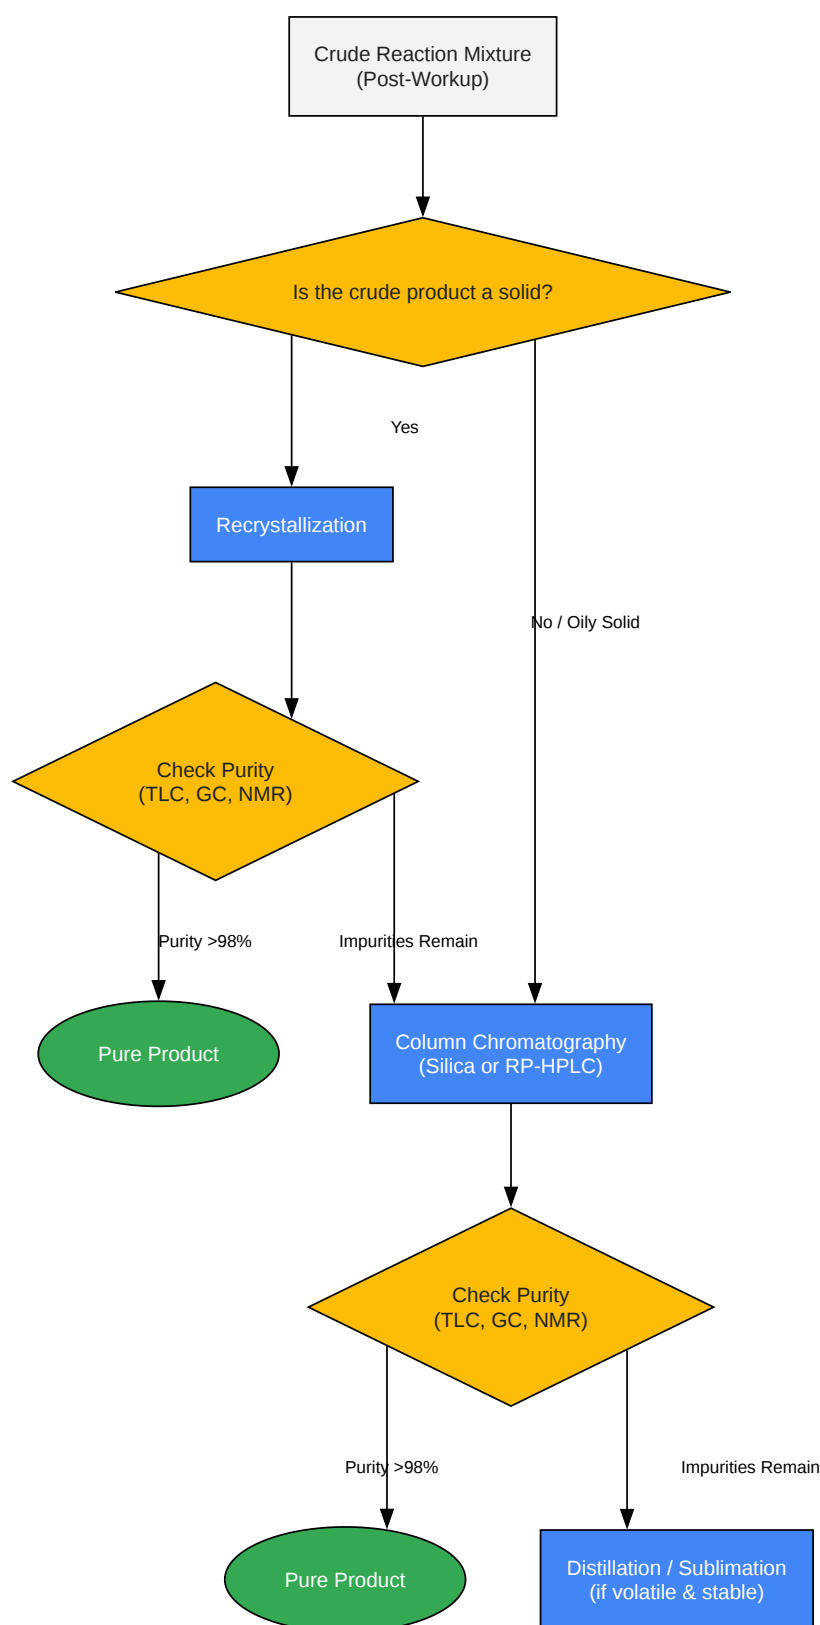 Crude Reaction Mixture
(Post-Workup)
Is the crude product a solid?
Yes
Recrystallization
No / Oily Solid
Check Purity
(TLC, GC, NMR)
Purity >98%
Impurities Remain
Pure Product
Column Chromatography
(Silica or RP-HPLC)
Check Purity
(TLC, GC, NMR)
Purity >98%
Impurities Remain
Pure Product
Distillation / Sublimation
(if volatile & stable)